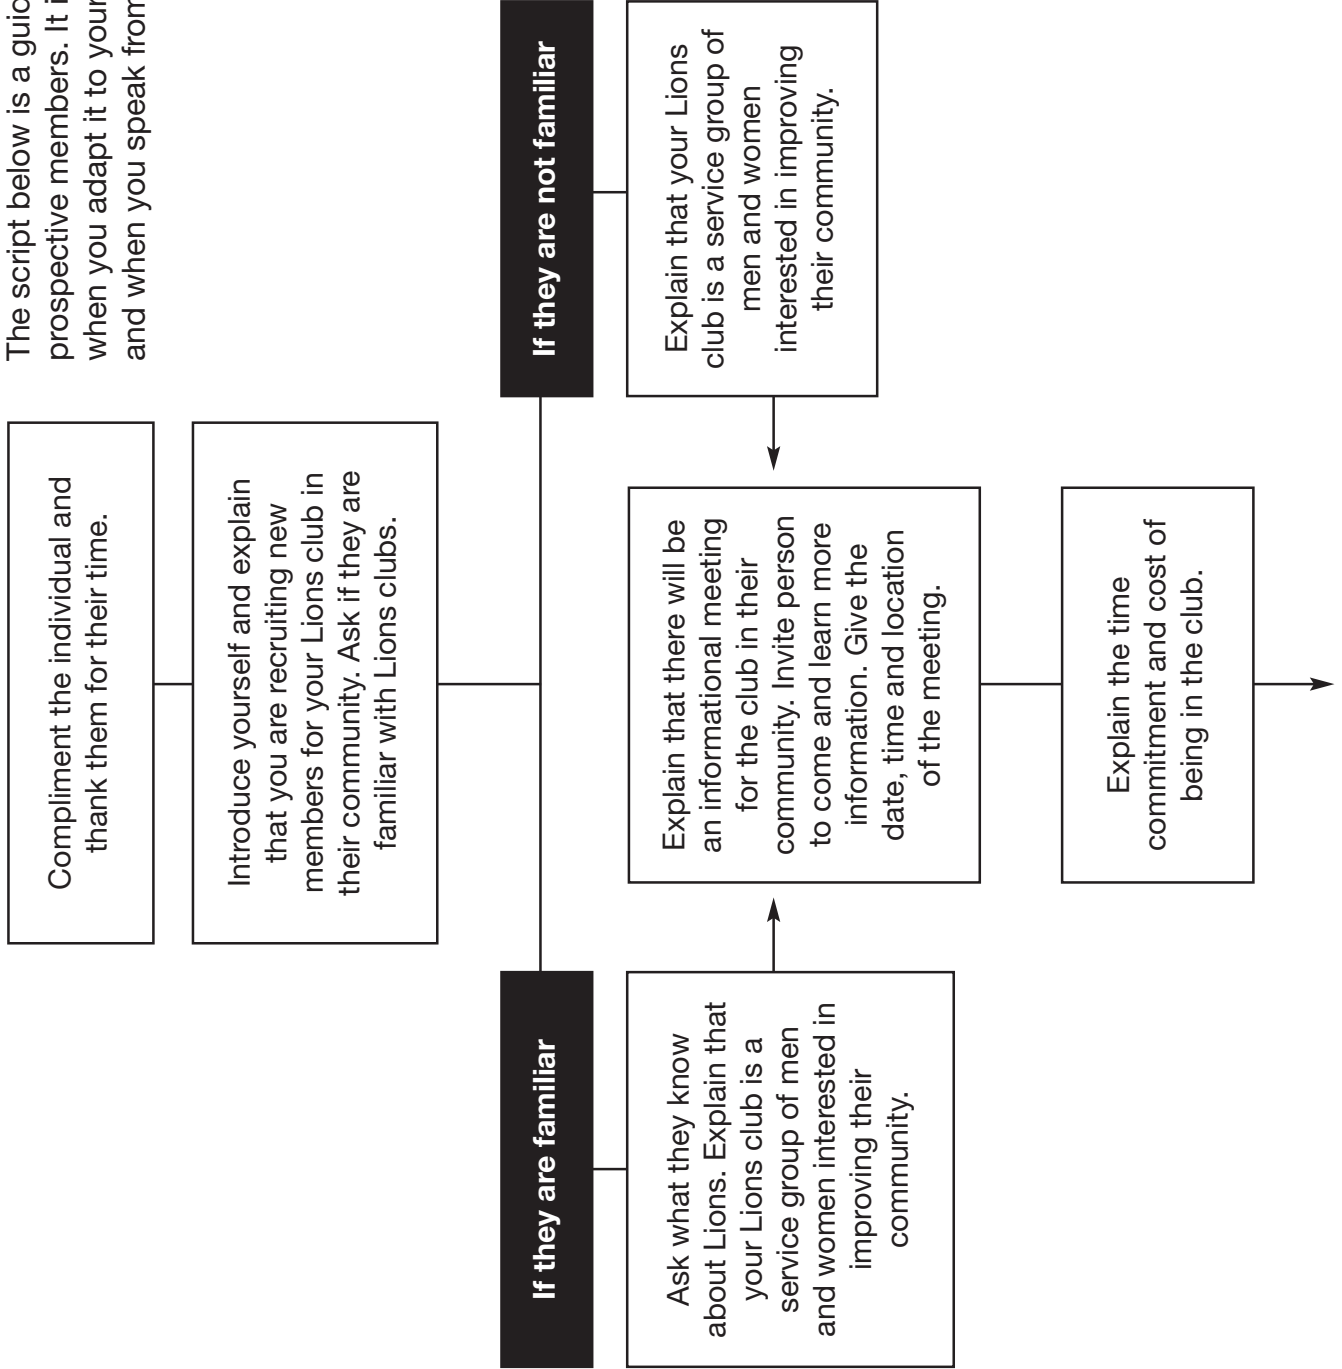 The script below is a guid
prospective members. It i
when you adapt it to your
and when you speak from
Compliment the individual and
thank them for their time.
Introduce yourself and explain
that you are recruiting new
members for your Lions club in
their community. Ask if they are
familiar with Lions clubs.
If they are familiar
Ask what they know
about Lions. Explain that
your Lions club is a
service group of men
and women interested in
improving their
community.
If they are not familiar
Explain that your Lions
club is a service group of
men and women
interested in improving
their community.
Explain that there will be
an informational meeting
for the club in their
community. Invite person
to come and learn more
information. Give the
date, time and location
of the meeting.
Explain the time
commitment and cost of
being in the club.